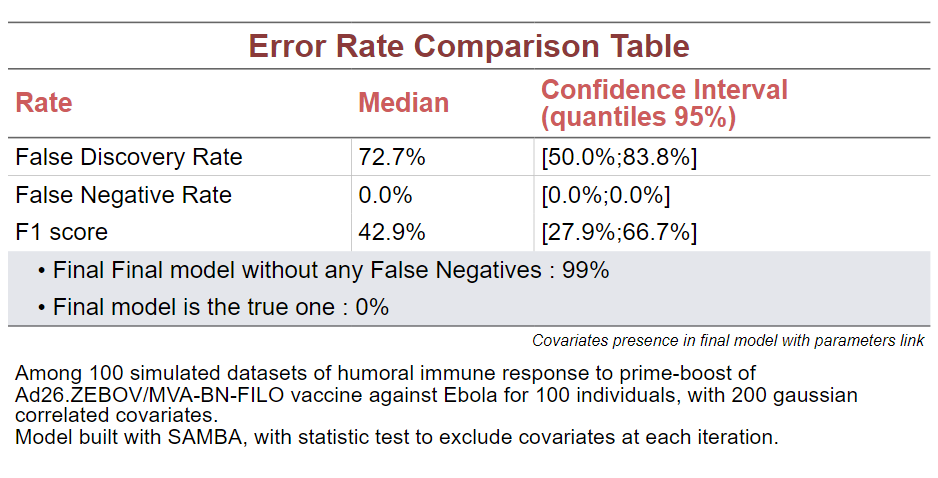 Error Rate Comparison Table
Rate Median Confidence Interval
(quantiles 95%)
False Discovery Rate 72.7% [50.0%;83.8%]
False Negative Rate 0.0% [0.0%;0.0%]
F1 score 42.9% [27.9%;66.7%]
• Final Final model without any False Negatives : 99%
• Final model is the true one : 0%
Covariates presence in final model with parameters link
Among 100 simulated datasets of humoral immune response to prime-boost of
Ad26.ZEBOV/MVA-BN-FILO vaccine against Ebola for 100 individuals, with 200 gaussian
correlated covariates.
Model built with SAMBA, with statistic test to exclude covariates at each iteration.